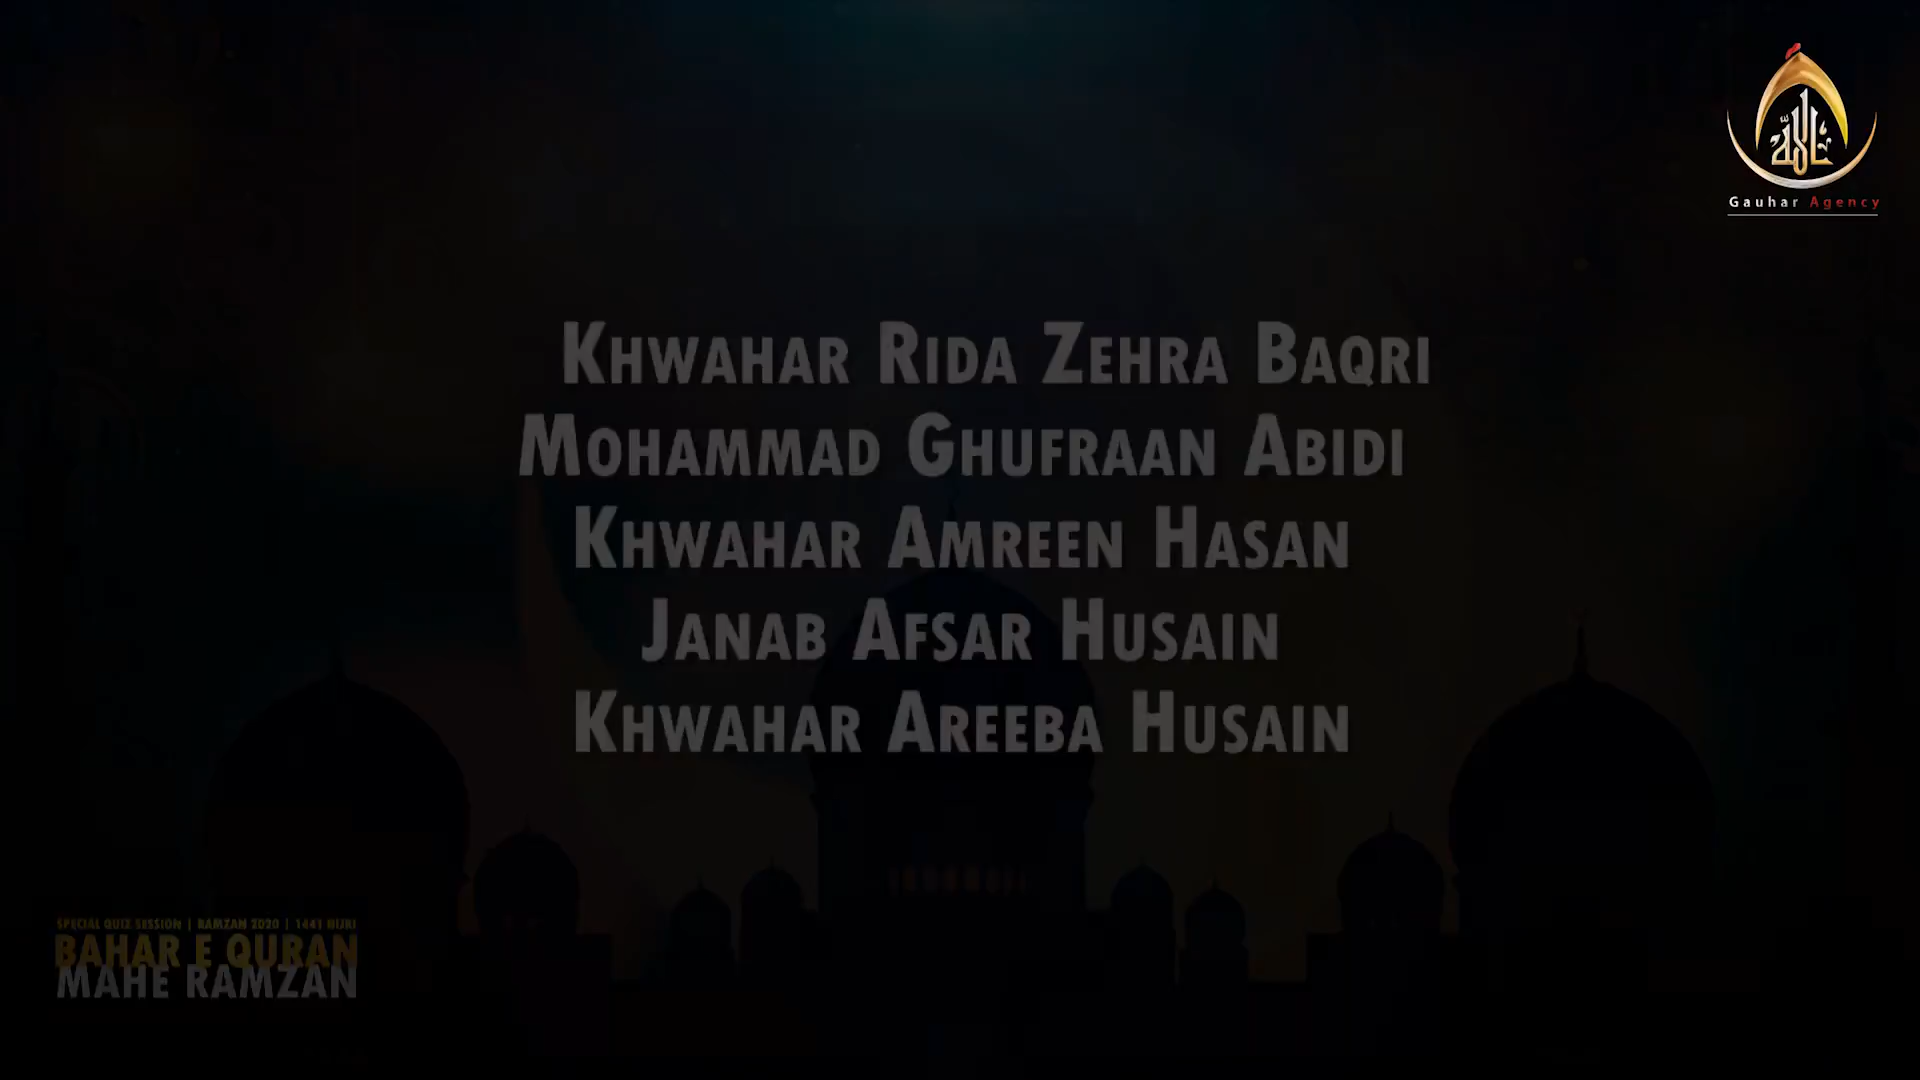 Gauhar Agency
KHWAHAR RIDA ZEHRA BAQRI
MOHAMMAD GHUFRAAN ABIDI
KHWAHAR AMREEN HASAN
JANAB AFSAR HUSAIN
KHWAHAR AREEBA HUSAIN
SPECIAL QUIZ SESSION | RAMZAN 2020 | 1441 HIJRI
BAHAR E QURAN
MAHE RAMZAN